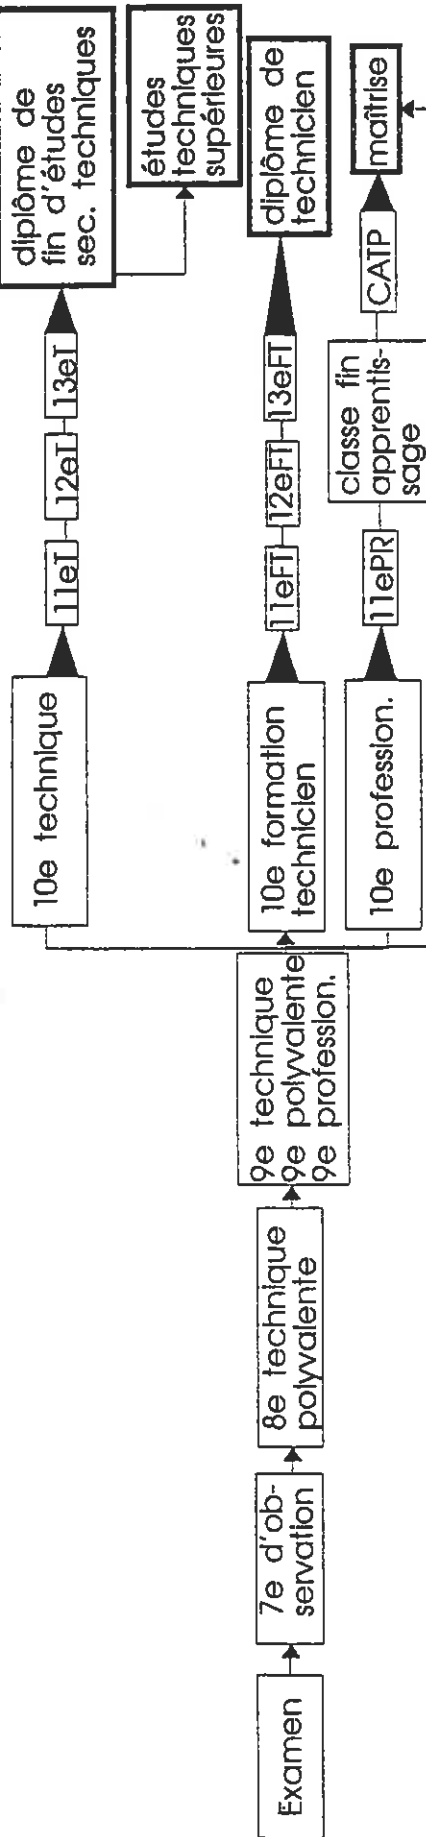 Examen
7e d'ob-
servation
8e technique
polyvalente
9e technique
9e polyvalente
9e profession.
10e technique
11eT
12eT
13eT
diplôme de
fin d'études
sec. techniques
études
techniques
supérieures
10e formation
technicien
11eFT
12eFT
13eFT
diplôme de
technicien
10e profession.
11ePR
classe fin
apprentis-
sage
CATP
maîtrise